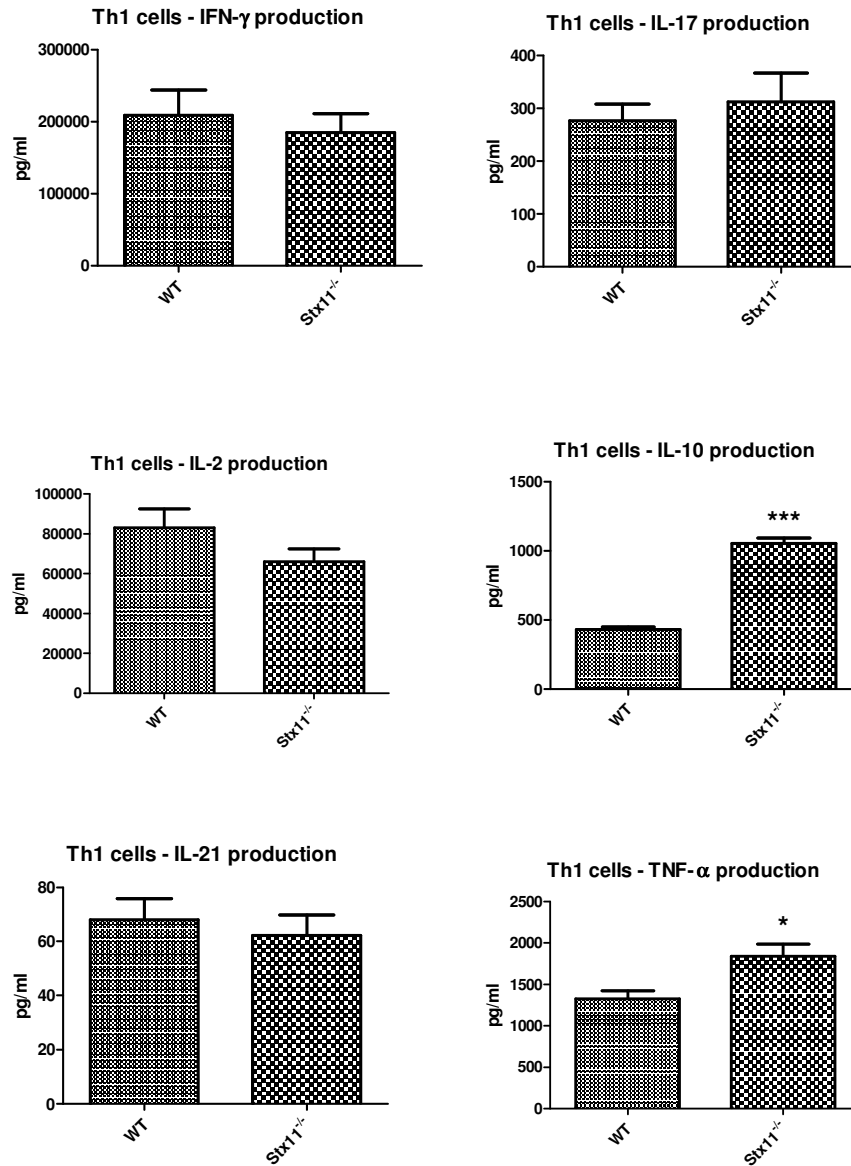 Th1 cells - IFN-γ production
300000
200000
100000
0
pg/ml
WT
Stx11-/-
Th1 cells - IL-17 production
400
300
200
100
0
pg/ml
WT
Stx11-/-
Th1 cells - IL-2 production
100000
80000
60000
40000
20000
0
pg/ml
WT
Stx11-/-
Th1 cells - IL-10 production
1500
1000
500
0
pg/ml
***
WT
Stx11-/-
Th1 cells - IL-21 production
80
60
40
20
0
pg/ml
WT
Stx11-/-
Th1 cells - TNF-α production
2500
2000
1500
1000
500
0
pg/ml
*
WT
Stx11-/-